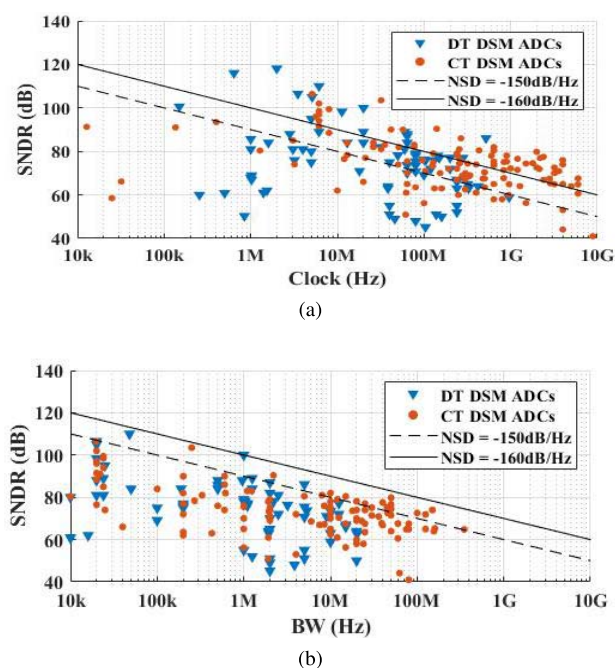 140
120
100
80
60
40
SNDR (dB)
DT DSM ADCs
CT DSM ADCs
NSD = -150dB/Hz
NSD = -160dB/Hz
10k 100k 1M 10M 100M 1G 10G
Clock (Hz)
(a)
140
120
100
80
60
40
SNDR (dB)
DT DSM ADCs
CT DSM ADCs
NSD = -150dB/Hz
NSD = -160dB/Hz
10k 100k 1M 10M 100M 1G 10G
BW (Hz)
(b)